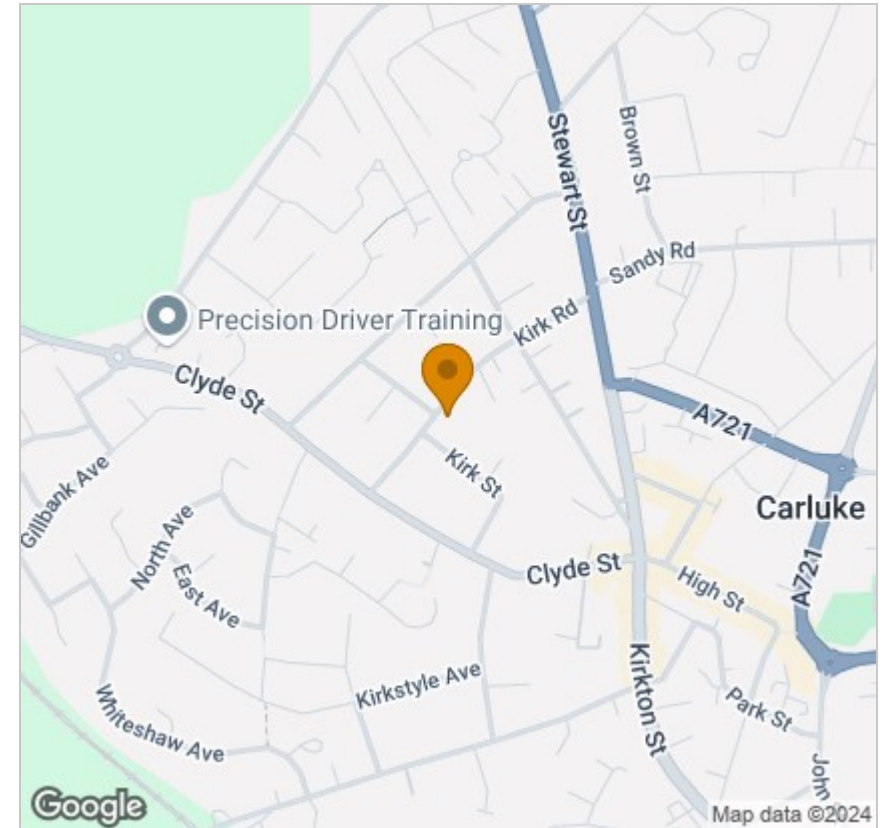 Stewart St
Brown St
Sandy Rd
Kirk Rd
Precision Driver Training
Clyde St
A721
Kirk St
Gillbank Ave
Carluke
North Ave
East Ave
Clyde St
High St
A721
Kirkstyle Ave
Kirkton St
Park St
Whiteshaw Ave
John
Google
Map data ©2024